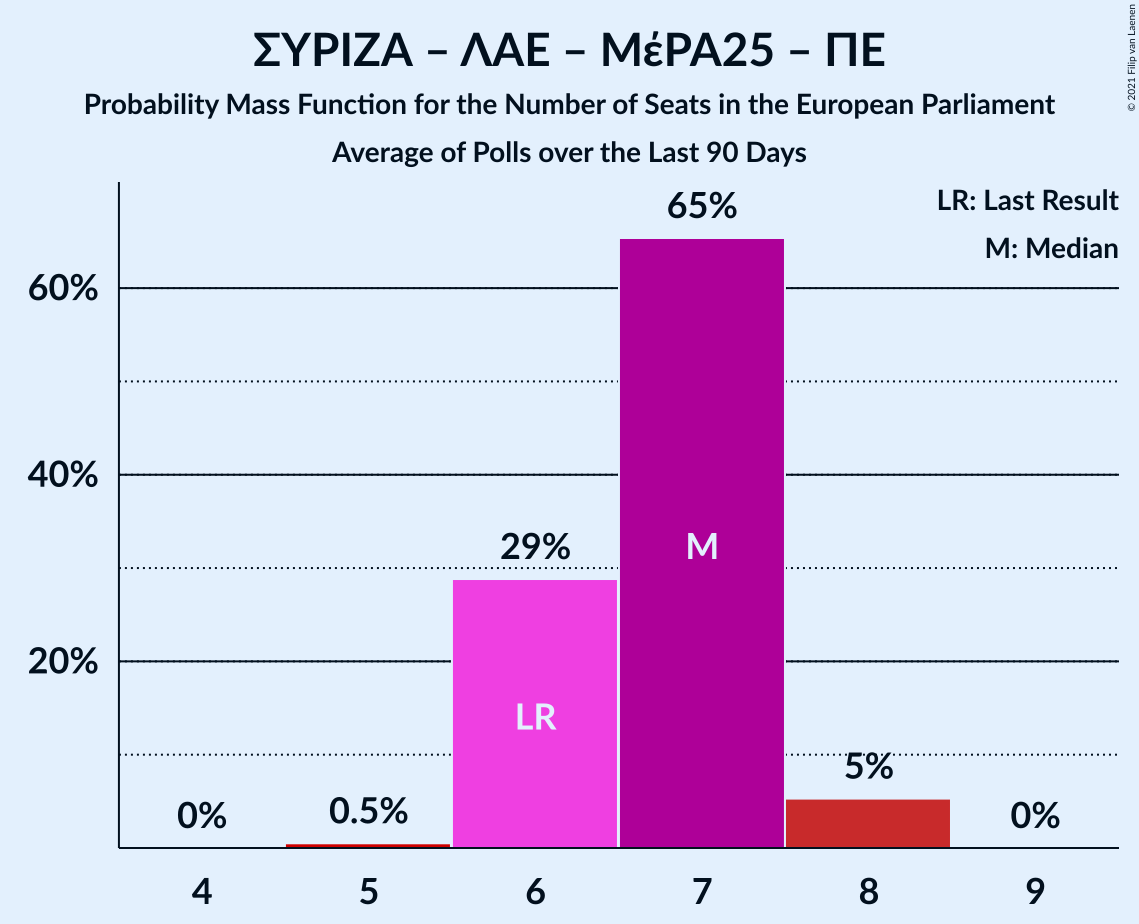 ΣΥΡΙΖΑ – ΛΑΕ – ΜέΡΑ25 – ΠΕ
Probability Mass Function for the Number of Seats in the European Parliament
Average of Polls over the Last 90 Days
© 2021 Filip van Laenen
LR: Last Result
M: Median
65%
60%
40%
29%
M
20%
LR
5%
0.5%
0%
0%
4 5 6 7 8 9